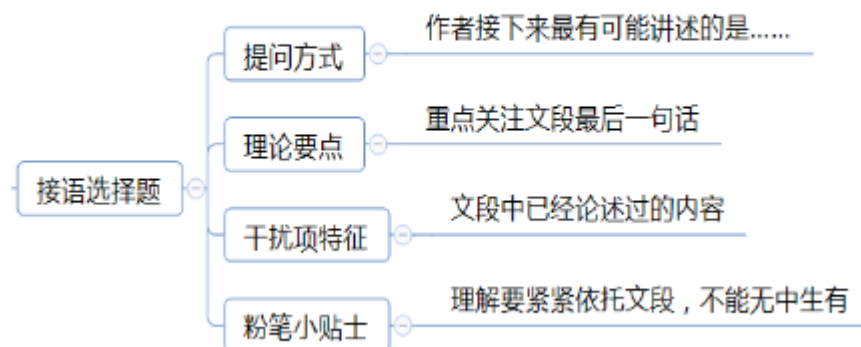 接语选择题
提问方式
作者接下来最有可能讲述的是……
理论要点
重点关注文段最后一句话
干扰项特征
文段中已经论述过的内容
粉笔小贴士
理解要紧紧依托文段，不能无中生有